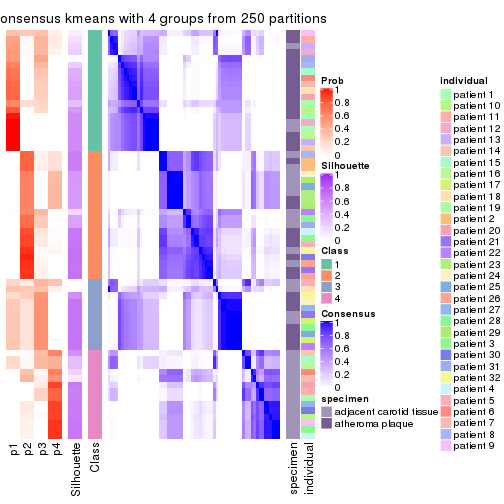 onsensus kmeans with 4 groups from 250 partitions
Prob
1
0.8
0.6
0.4
0.2
0
Silhouette
1
0.8
0.6
0.4
0.2
0
Class
1
2
3
4
Consensus
1
0.8
0.6
0.4
0.2
0
specimen
adjacent carotid tissue
atheroma plaque
individual
patient 1
patient 10
patient 11
patient 12
patient 13
patient 14
patient 15
patient 16
patient 17
patient 18
patient 19
patient 2
patient 20
patient 21
patient 22
patient 23
patient 24
patient 25
patient 26
patient 27
patient 28
patient 29
patient 3
patient 30
patient 31
patient 32
patient 4
patient 5
patient 6
patient 7
patient 8
patient 9
p1
p2
p3
p4
Silhouette
Class
specimen
individual